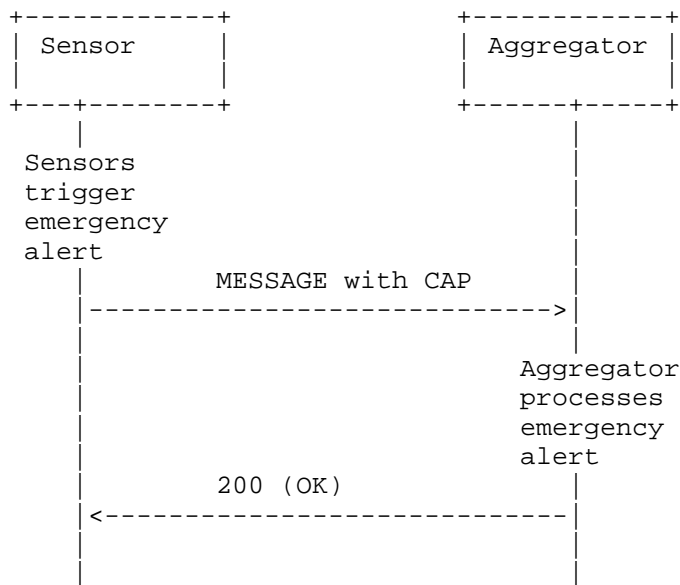 Sensor Aggregator
Sensors
trigger
emergency
alert
MESSAGE with CAP
Aggregator
processes
emergency
alert
200 (OK)